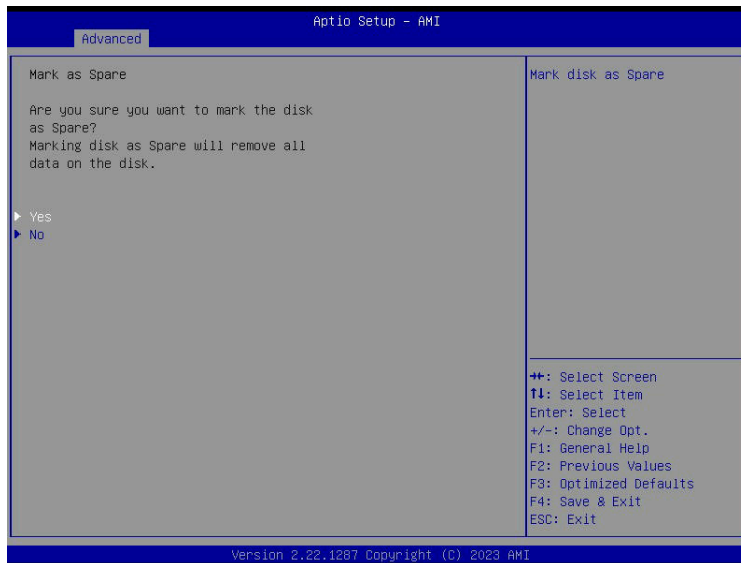 Aptio Setup – AMI
Advanced
Mark as Spare
Are you sure you want to mark the disk
as Spare?
Marking disk as Spare will remove all
data on the disk.
Yes
No
Mark disk as Spare
→←: Select Screen
↑↓: Select Item
Enter: Select
+/-: Change Opt.
F1: General Help
F2: Previous Values
F3: Optimized Defaults
F4: Save & Exit
ESC: Exit
Version 2.22.1287 Copyright (C) 2023 AMI